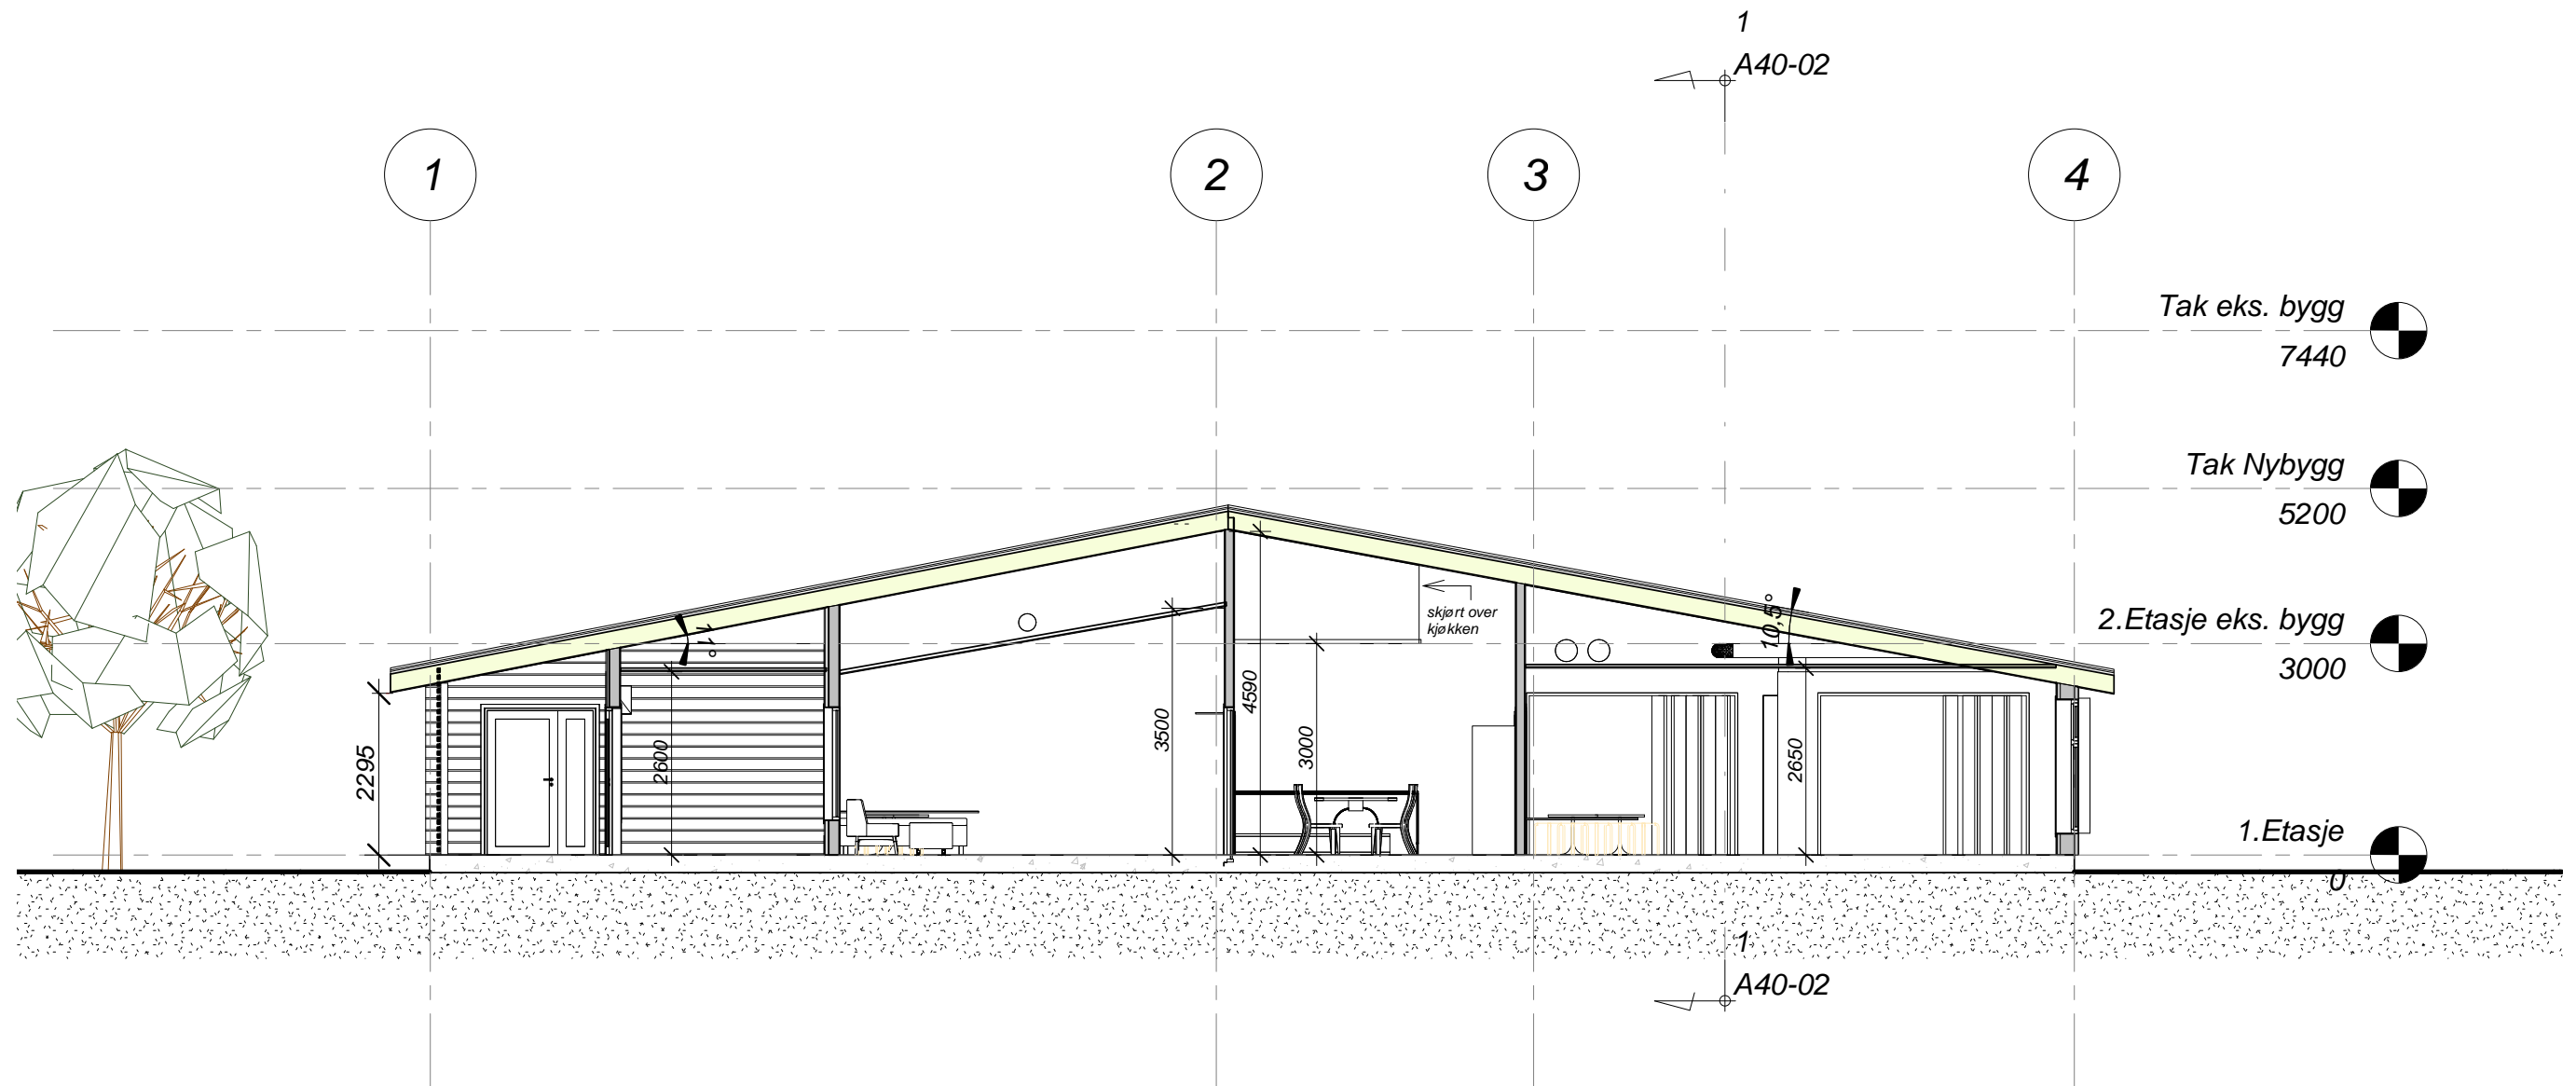 1
A40-02
1
2
3
4
Tak eks. bygg
7440
Tak Nybygg
5200
2.Etasje eks. bygg
3000
1.Etasje
0
skjørt over
kjøkken
11°
10,5°
2295
2600
3500
4590
3000
2650
1
A40-02